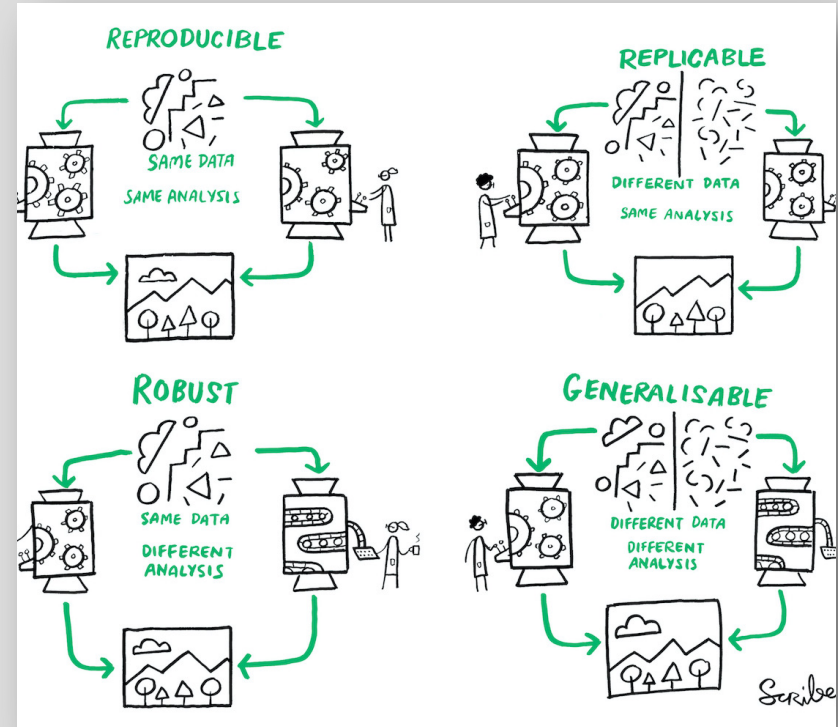 REPRODUCIBLE
SAME DATA
SAME ANALYSIS
REPLICABLE
DIFFERENT DATA
SAME ANALYSIS
ROBUST
SAME DATA
DIFFERENT
ANALYSIS
GENERALISABLE
DIFFERENT DATA
DIFFERENT
ANALYSIS
Scribe